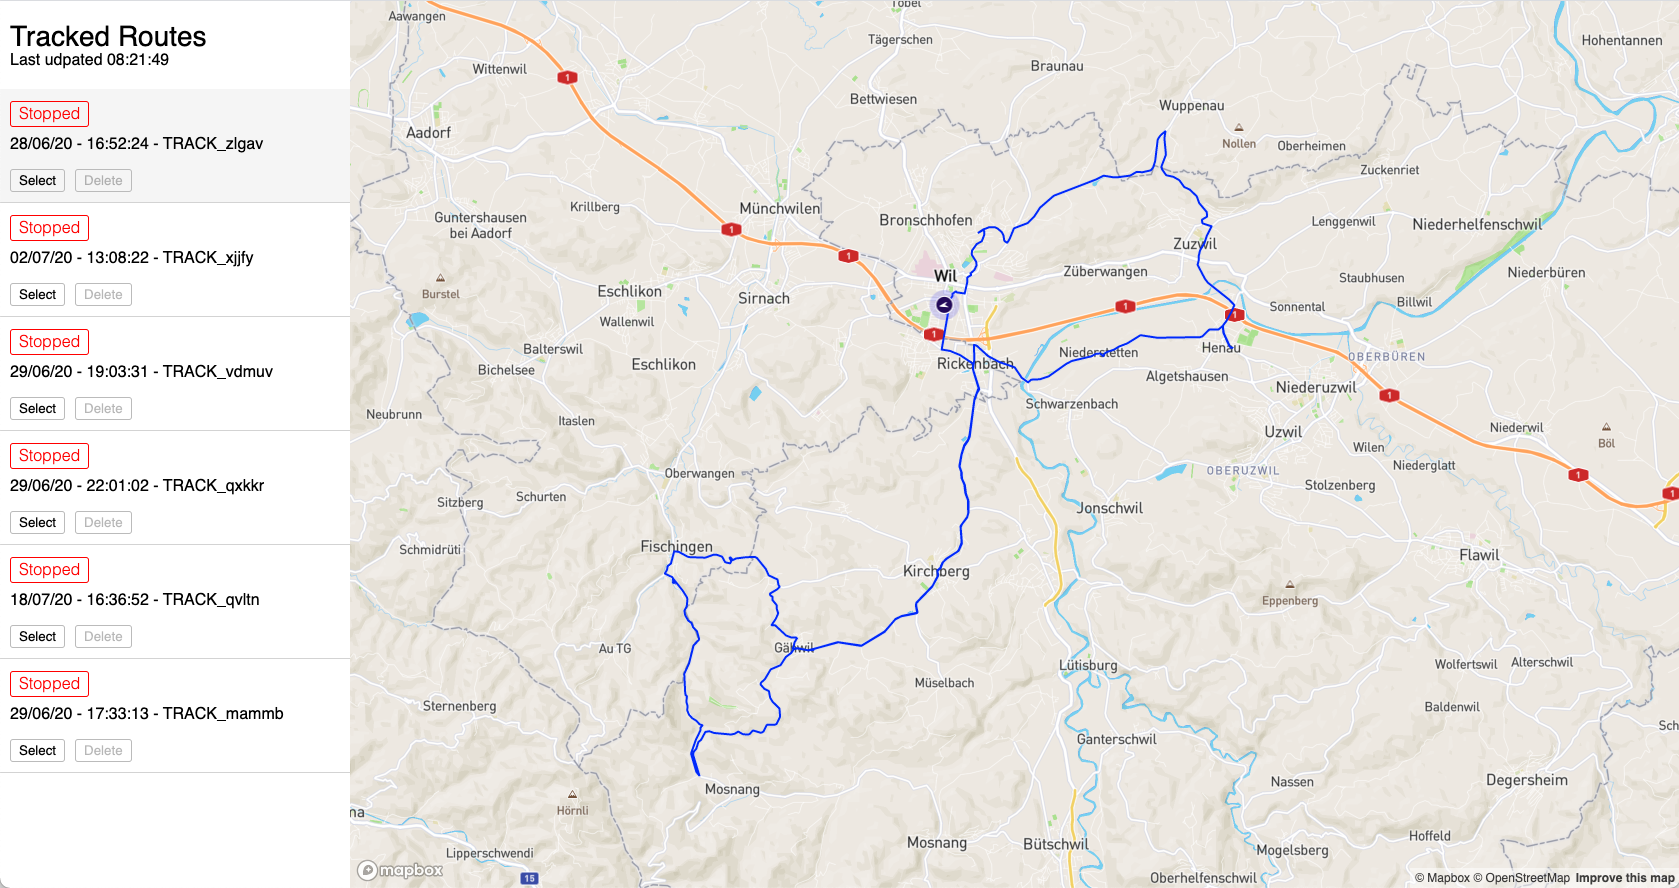 Tracked Routes
Last udpated 08:21:49
Stopped
28/06/20 - 16:52:24 - TRACK_zlgav
Select Delete
Stopped
02/07/20 - 13:08:22 - TRACK_xjjfy
Select Delete
Stopped
29/06/20 - 19:03:31 - TRACK_vdmuv
Select Delete
Stopped
29/06/20 - 22:01:02 - TRACK_qxkkr
Select Delete
Stopped
18/07/20 - 16:36:52 - TRACK_qvltn
Select Delete
Stopped
29/06/20 - 17:33:13 - TRACK_mammb
Select Delete
Tobel
Aawangen
Tägerschen
Hohentannen
Wittenwil
1
Braunau
Bettwiesen
Wuppenau
Aadorf
Nollen
Oberheimen
Zuckenriet
Krillberg
Münchwilen
Guntershausen
bei Aadorf
Bronschhofen
Lenggenwil
Niederhelfenschwil
1
Zuzwil
1
Wil
Züberwangen
Staubhusen
Niederbüren
Burstel
Eschlikon
Sirnach
Sonnental
Billwil
1
1
Wallenwil
1
Balterswil
Niederstetten
Henau
OBERBÜREN
Bichelsee
Eschlikon
Rickenbach
Algetshausen
Niederuzwil
1
Neubrunn
Schwarzenbach
Itaslen
Uzwil
Niederwil
Böl
Wilen
Niederglatt
Oberwangen
OBERUZWIL
1
Stolzenberg
1
Sitzberg
Schurten
Jonschwil
Schmidrüti
Fischingen
Flawil
Kirchberg
Eppenberg
Au TG
Gähwil
Lütisburg
Wolfertswil
Alterschwil
Müselbach
Sternenberg
Baldenwil
Sch
Ganterschwil
Nassen
Degersheim
Mosnang
Hörnli
na
Hoffeld
Mosnang
Bütschwil
Mogelsberg
Lipperschwendi
mapbox
15
Oberhelfenschwil
© Mapbox © OpenStreetMap Improve this map